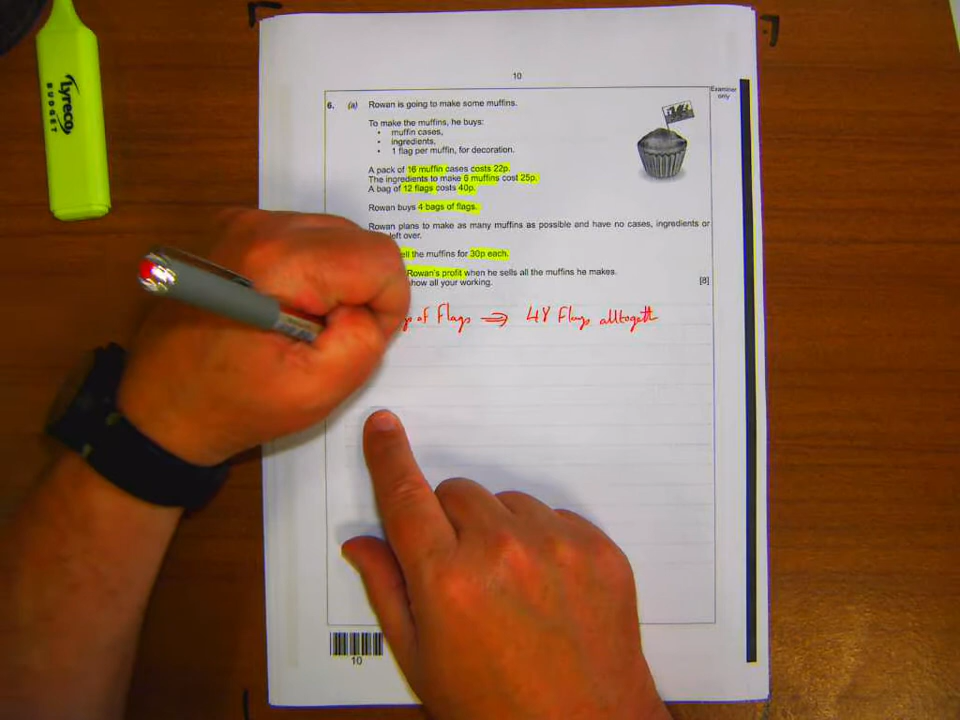 lyreco
BUDGET
10
Examiner
only
6. (a) Rowan is going to make some muffins.
To make the muffins, he buys:
• muffin cases,
• ingredients,
• 1 flag per muffin, for decoration.
A pack of 16 muffin cases costs 22p.
The ingredients to make 6 muffins cost 25p.
A bag of 12 flags costs 40p.
Rowan buys 4 bags of flags.
Rowan plans to make as many muffins as possible and have no cases, ingredients or
left over.
the muffins for 30p each.
Rowan's profit when he sells all the muffins he makes.
how all your working. [8]
of Flags ⇒ 48 Flags alltogeth
10